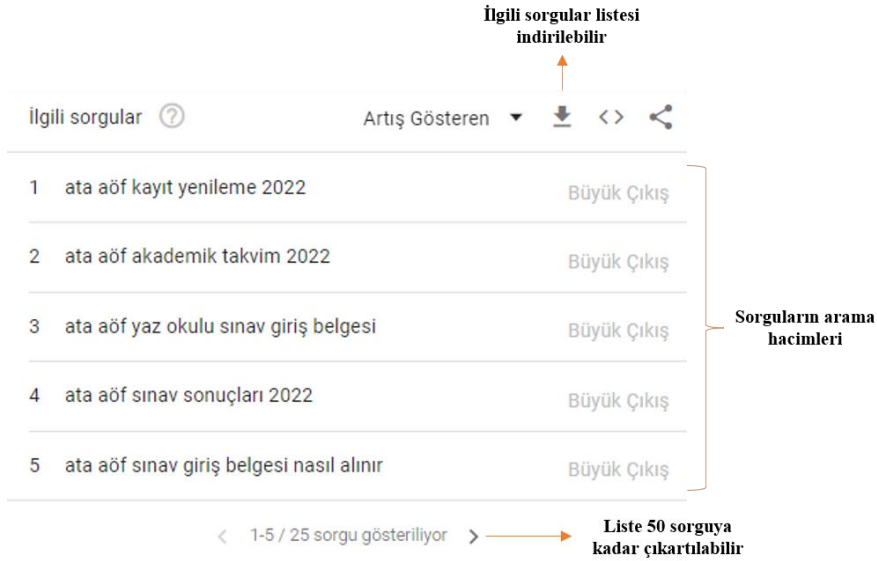 İlgili sorgular listesi
indirilebilir
İlgili sorgular
Artış Gösteren
1 ata aöf kayıt yenileme 2022 Büyük Çıkış
2 ata aöf akademik takvim 2022 Büyük Çıkış
3 ata aöf yaz okulu sınav giriş belgesi Büyük Çıkış
4 ata aöf sınav sonuçları 2022 Büyük Çıkış
5 ata aöf sınav giriş belgesi nasıl alınır Büyük Çıkış
Sorguların arama
hacimleri
1-5 / 25 sorgu gösteriliyor
Liste 50 sorguya
kadar çıkartılabilir